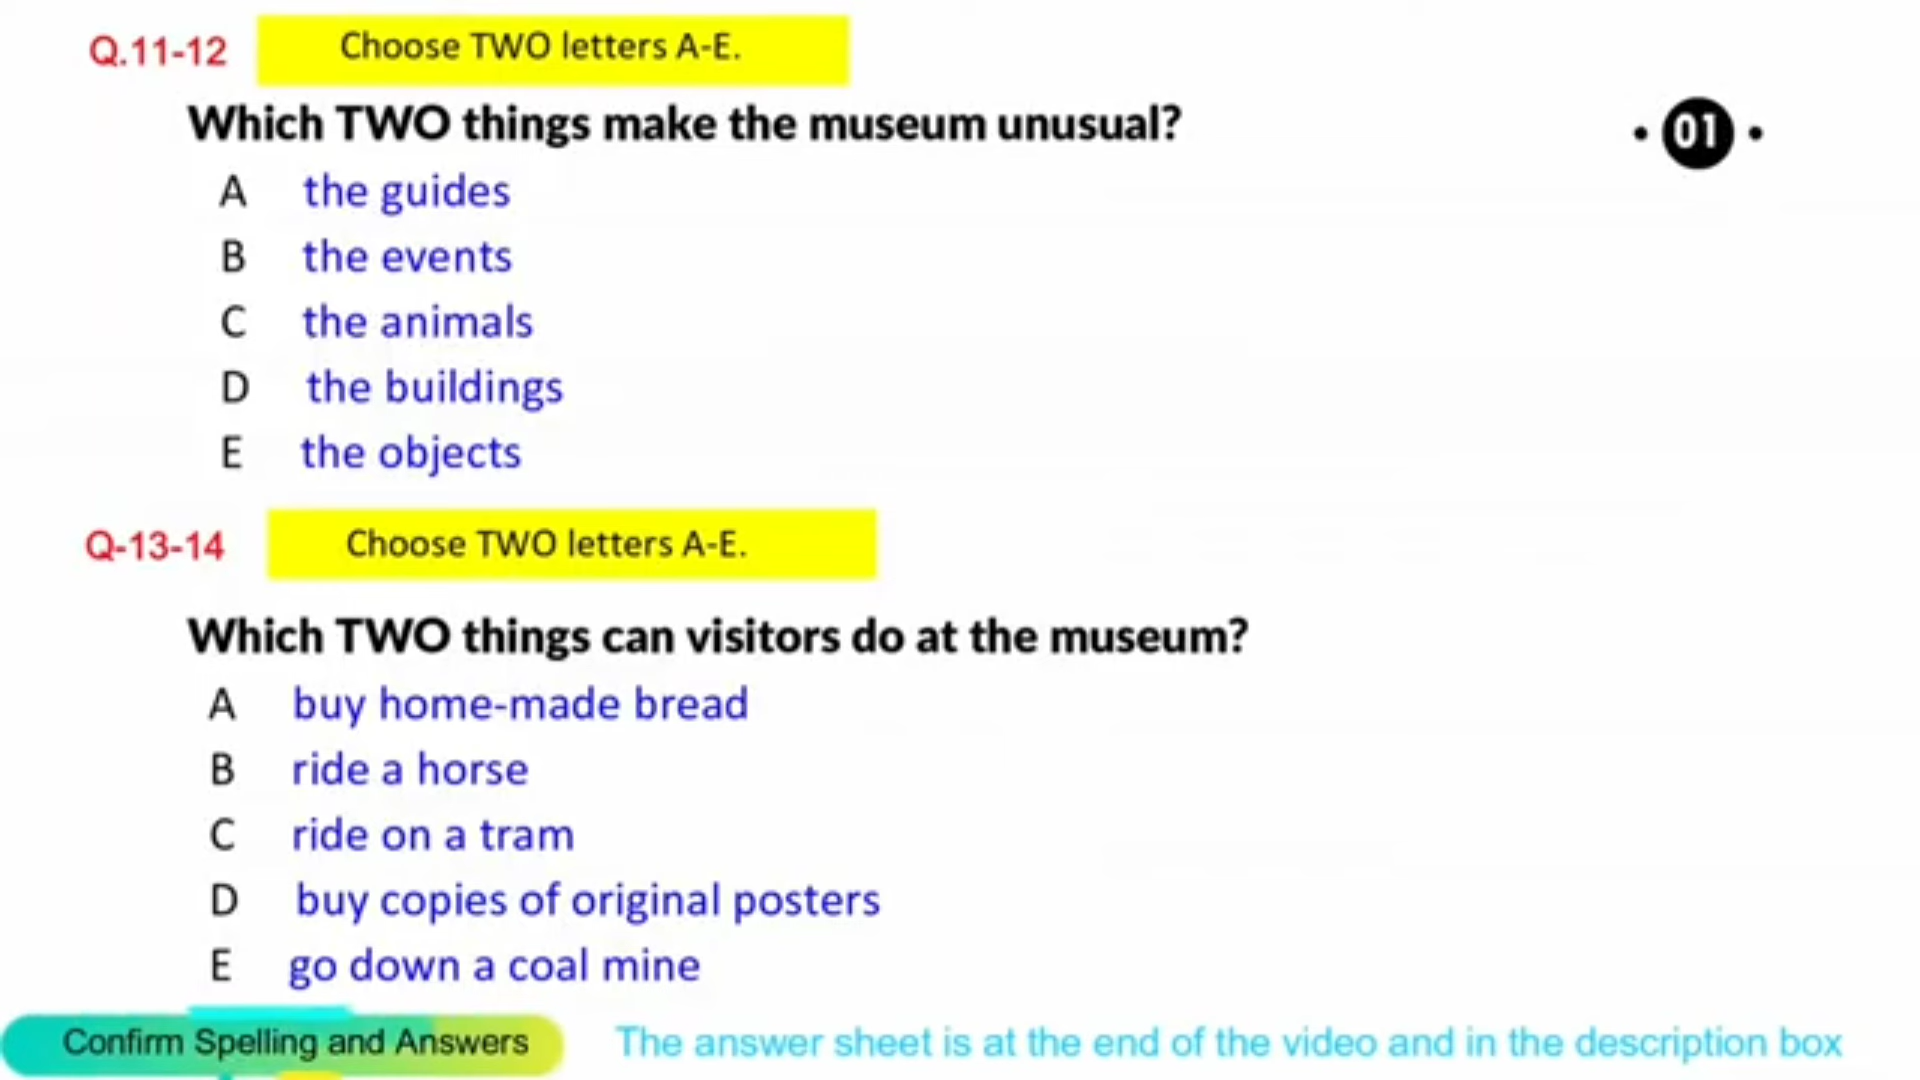 Q.11-12 Choose TWO letters A-E.
Which TWO things make the museum unusual?
01
A the guides
B the events
C the animals
D the buildings
E the objects
Q-13-14 Choose TWO letters A-E.
Which TWO things can visitors do at the museum?
A buy home-made bread
B ride a horse
C ride on a tram
D buy copies of original posters
E go down a coal mine
Confirm Spelling and Answers The answer sheet is at the end of the video and in the description box